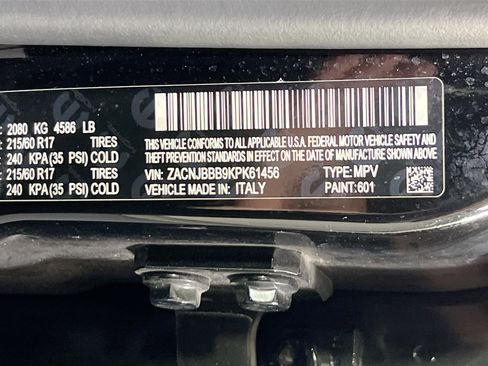 : 2080 KG 4586 LB
: 215/60 R17 TIRES
: 240 KPA(35 PSI) COLD
: 215/60 R17 TIRES
: 240 KPA(35 PSI) COLD
THIS VEHICLE CONFORMS TO ALL APPLICABLE U.S.A. FEDERAL MOTOR VEHICLE SAFETY
AND THEFT PREVENTION STANDARDS IN EFFECT ON THE DATE OF MANUFACTURE SHOWN ABOVE.
VIN: ZACNJBBB9KPK61456 TYPE: MPV
VEHICLE MADE IN: ITALY PAINT: 601